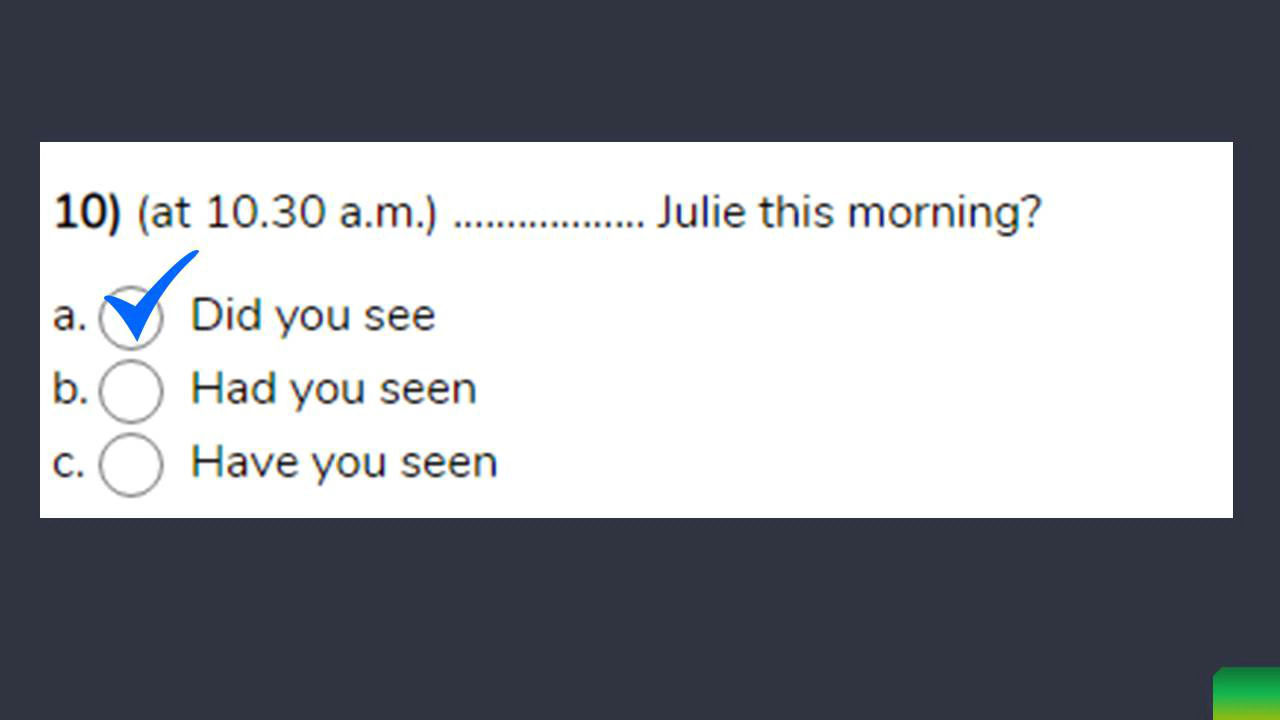 10) (at 10.30 a.m.) .................. Julie this morning?
a. Did you see
b. Had you seen
c. Have you seen